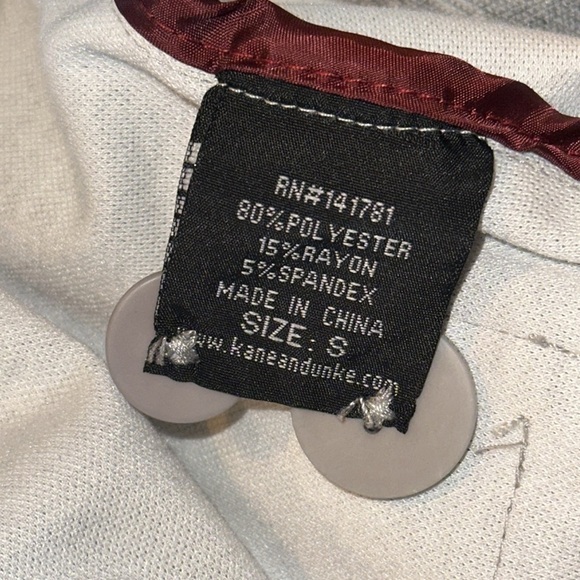 RN#141781
80%POLYESTER
15%RAYON
5%SPANDEX
MADE IN CHINA
SIZE: S
www.kaneandunke.com